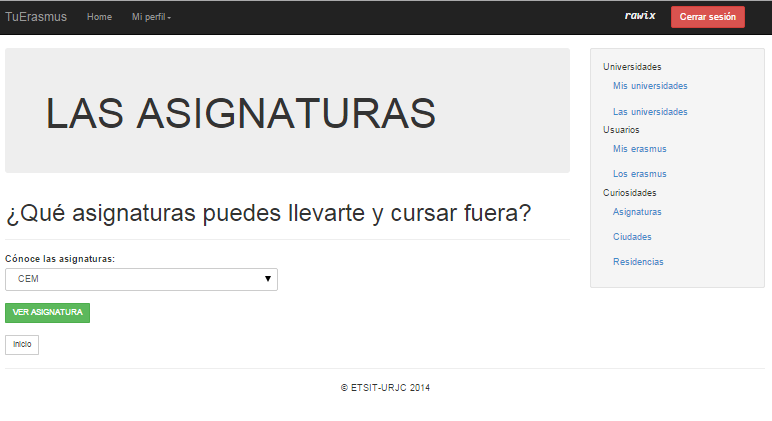 TuErasmus Home Mi perfil rawix Cerrar sesión
LAS ASIGNATURAS
¿Qué asignaturas puedes llevarte y cursar fuera?
Cónoce las asignaturas:
CEM
VER ASIGNATURA
Inicio
Universidades
Mis universidades
Las universidades
Usuarios
Mis erasmus
Los erasmus
Curiosidades
Asignaturas
Ciudades
Residencias
© ETSIT-URJC 2014